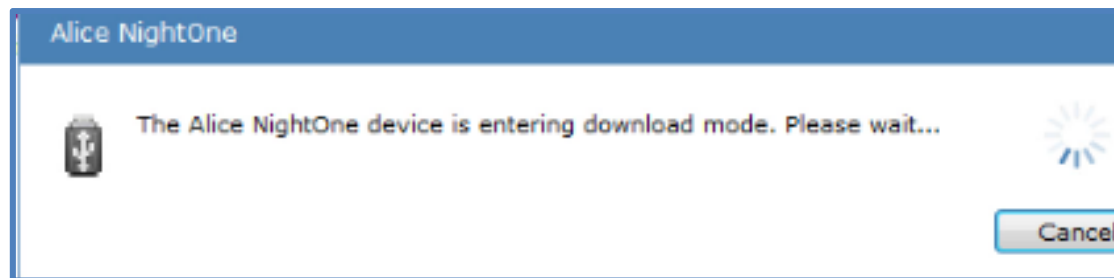 Alice NightOne
The Alice NightOne device is entering download mode. Please wait...
Cancel